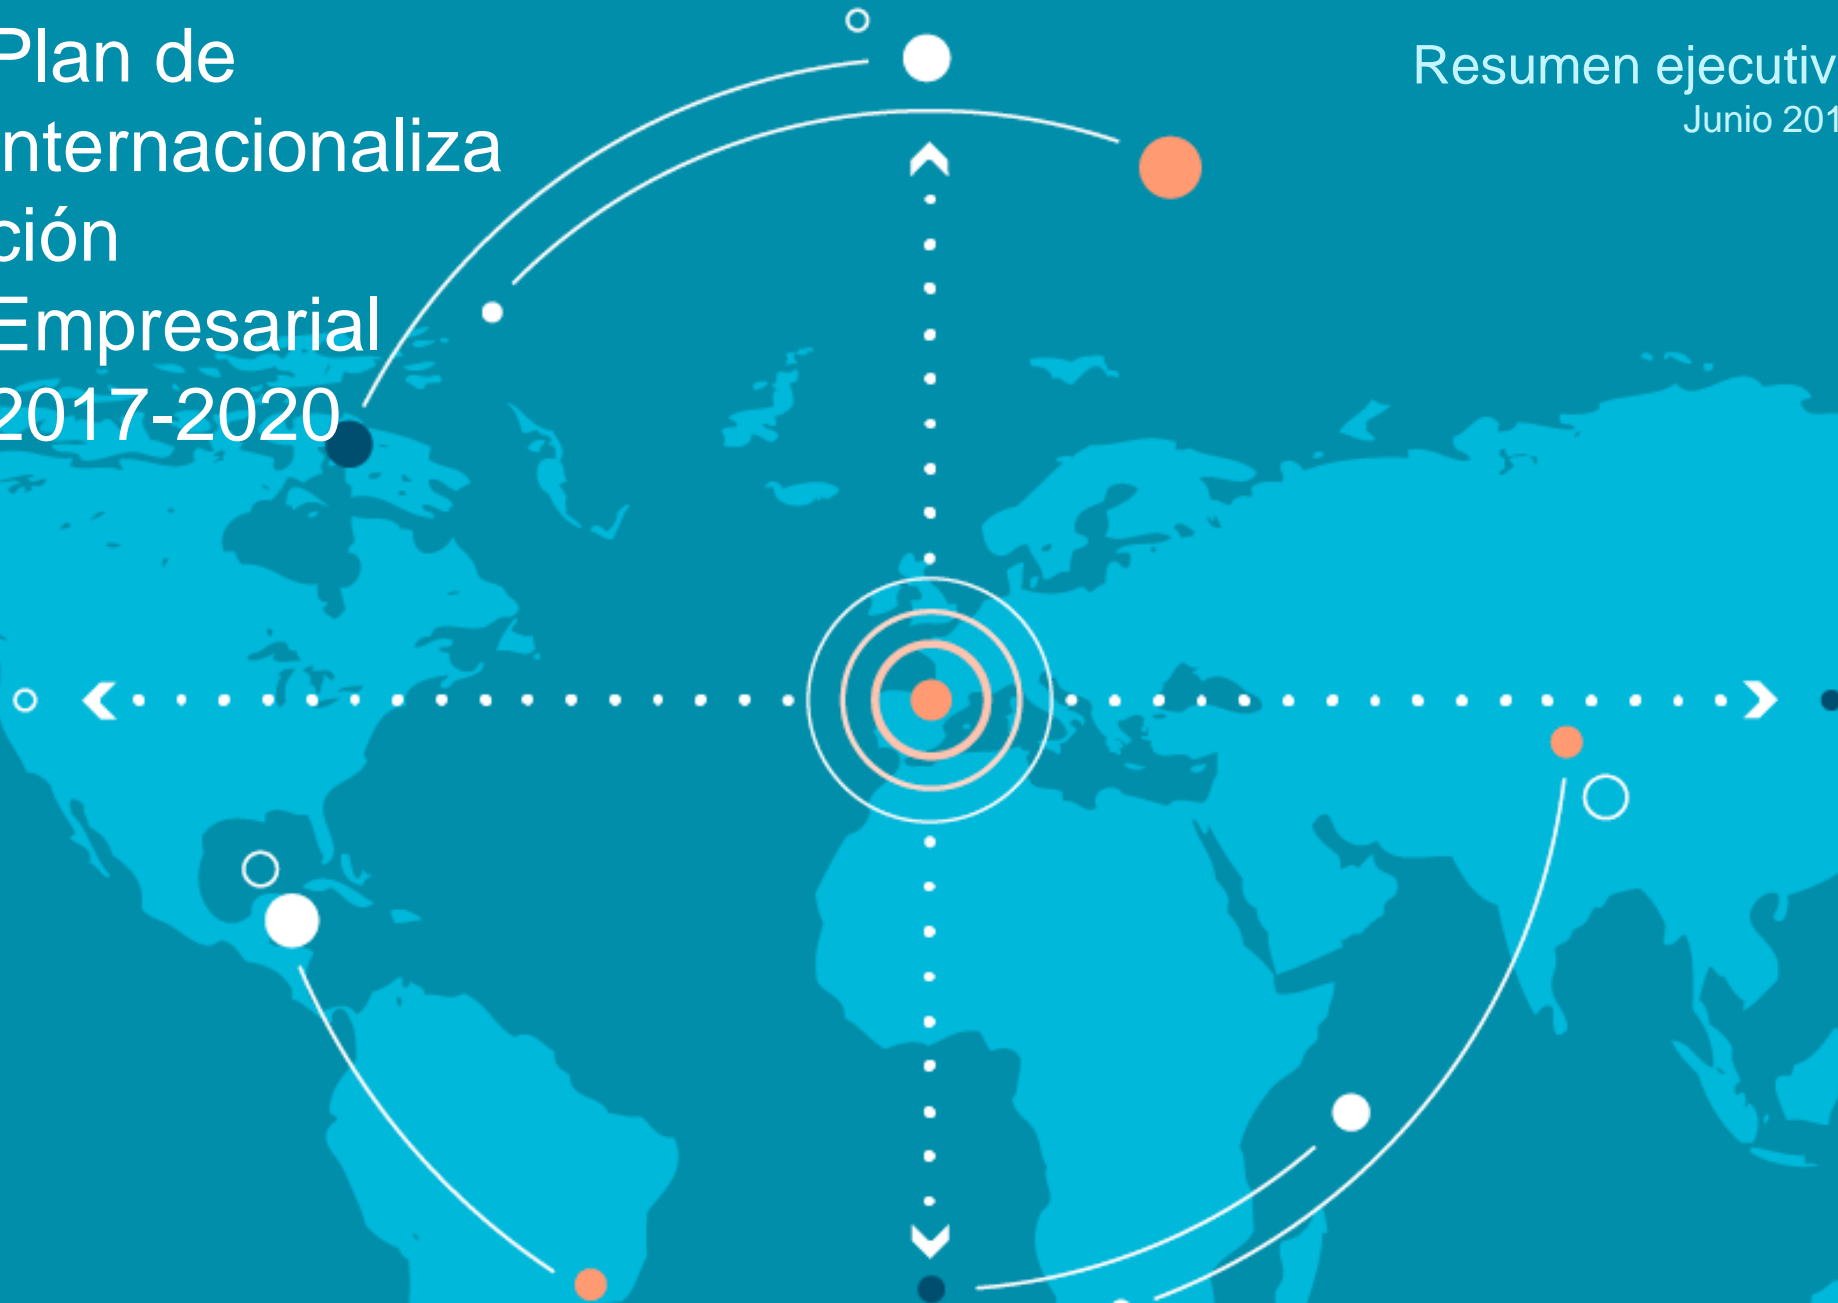 Plan de
nternacionaliza
ción
Empresarial
2017-2020
Resumen ejecutiv
Junio 201